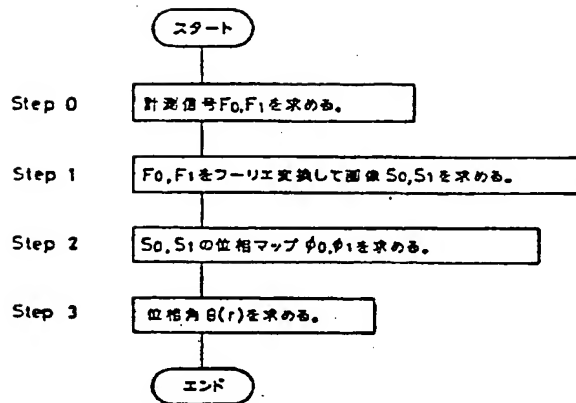 スタート
Step 0 計測信号F0,F1を求める。
Step 1 F0,F1をフーリエ変換して画像S0,S1を求める。
Step 2 S0,S1の位相マップφ0,φ1を求める。
Step 3 位相角θ(r)を求める。
エンド